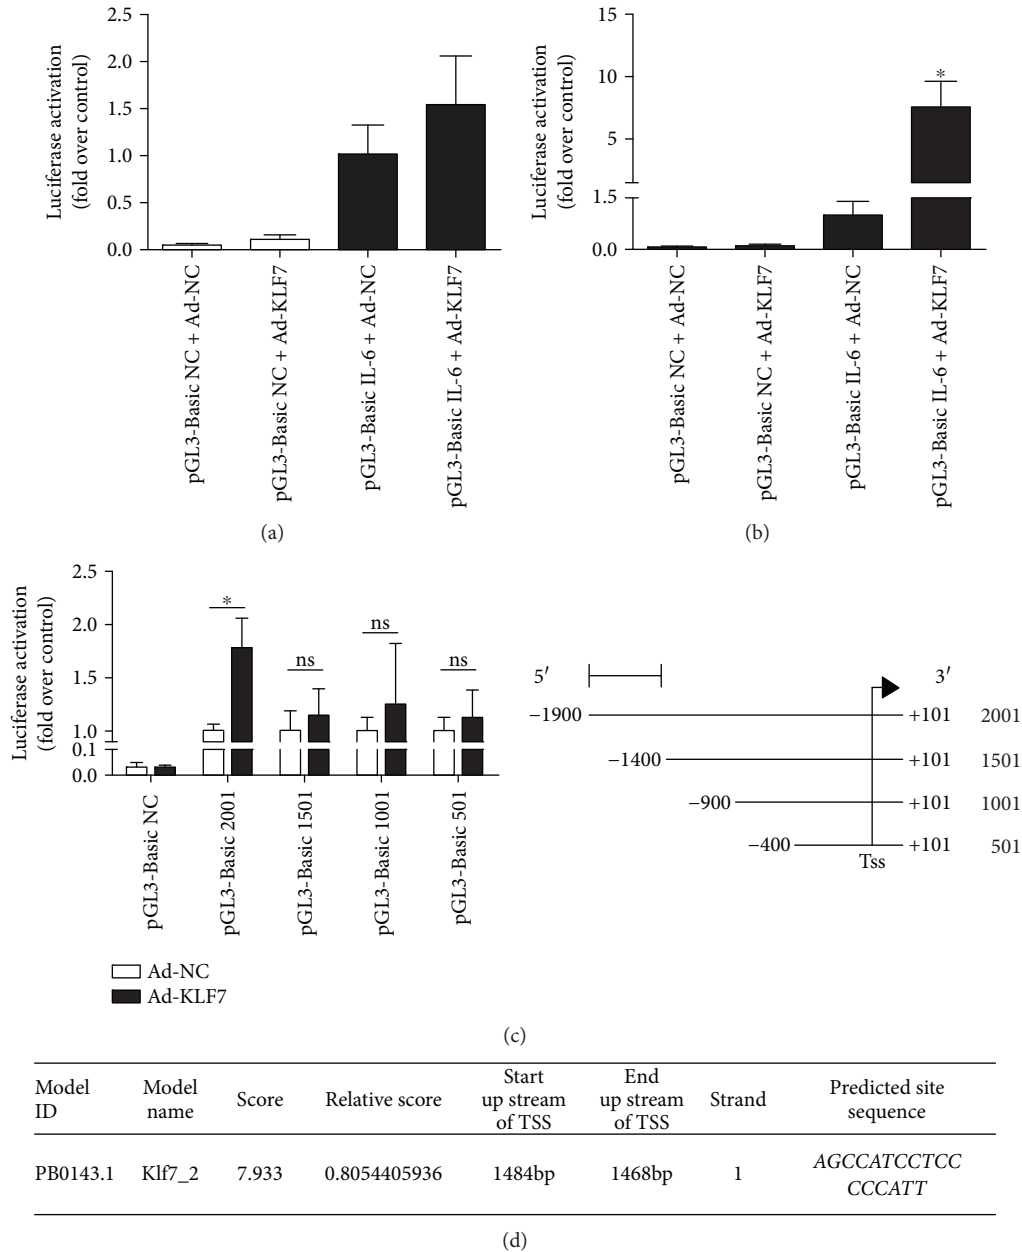 Luciferase activation
(fold over control)
2.5
2.0
1.5
1.0
0.5
0.0
pGL3-Basic NC + Ad-NC
pGL3-Basic NC + Ad-KLF7
pGL3-Basic IL-6 + Ad-NC
pGL3-Basic IL-6 + Ad-KLF7
(a)
Luciferase activation
(fold over control)
15
10
5
1.5
0.0
*
pGL3-Basic NC + Ad-NC
pGL3-Basic NC + Ad-KLF7
pGL3-Basic IL-6 + Ad-NC
pGL3-Basic IL-6 + Ad-KLF7
(b)
Luciferase activation
(fold over control)
2.5
2.0
1.5
1.0
0.1
0.0
*
ns
ns
ns
pGL3-Basic NC
pGL3-Basic 2001
pGL3-Basic 1501
pGL3-Basic 1001
pGL3-Basic 501
Ad-NC
Ad-KLF7
5′ 3′
−1900 +101 2001
−1400 +101 1501
−900 +101 1001
−400 +101 501
Tss
(c)
Model ID Model name Score Relative score Start up stream of TSS End up stream of TSS Strand Predicted site sequence
PB0143.1 Klf7_2 7.933 0.8054405936 1484bp 1468bp 1 AGCCATCCTCC
CCCATT
(d)